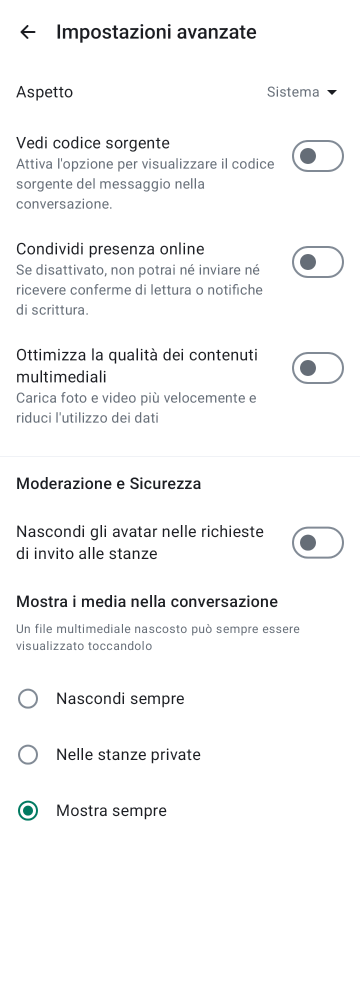 Impostazioni avanzate
Aspetto
Sistema
Vedi codice sorgente
Attiva l'opzione per visualizzare il codice
sorgente del messaggio nella
conversazione.
Condividi presenza online
Se disattivato, non potrai né inviare né
ricevere conferme di lettura o notifiche
di scrittura.
Ottimizza la qualità dei contenuti
multimediali
Carica foto e video più velocemente e
riduci l'utilizzo dei dati
Moderazione e Sicurezza
Nascondi gli avatar nelle richieste
di invito alle stanze
Mostra i media nella conversazione
Un file multimediale nascosto può sempre essere
visualizzato toccandolo
Nascondi sempre
Nelle stanze private
Mostra sempre